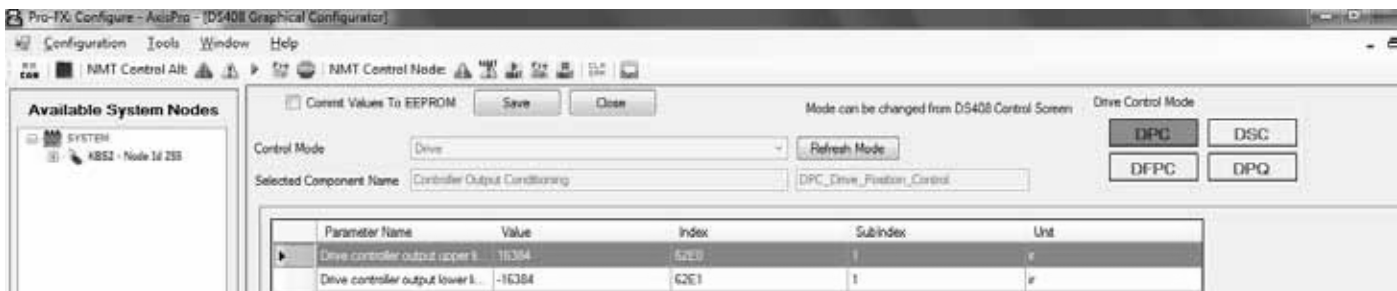 Pro-FX: Configure - AxisPro - [DS408 Graphical Configurator]
Configuration Tools Window Help
CAN NMT Control All: NMT Control Node:
Available System Nodes
SYSTEM
KBS2 - Node Id 255
Commit Values To EEPROM Save Close
Mode can be changed from DS408 Control Screen
Drive Control Mode
DPC DSC
DFPC DPQ
Control Mode Drive Refresh Mode
Selected Component Name Controller Output Conditioning DPC_Drive_Position_Control
Parameter Name Value Index SubIndex Unit
Drive controller output upper li... 16384 62E0 1 ir
Drive controller output lower li... -16384 62E1 1 ir